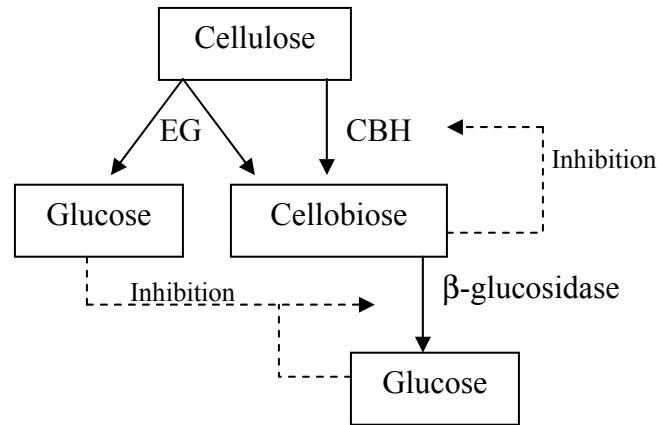 Cellulose
EG
CBH
Inhibition
Glucose
Cellobiose
Inhibition
β-glucosidase
Glucose